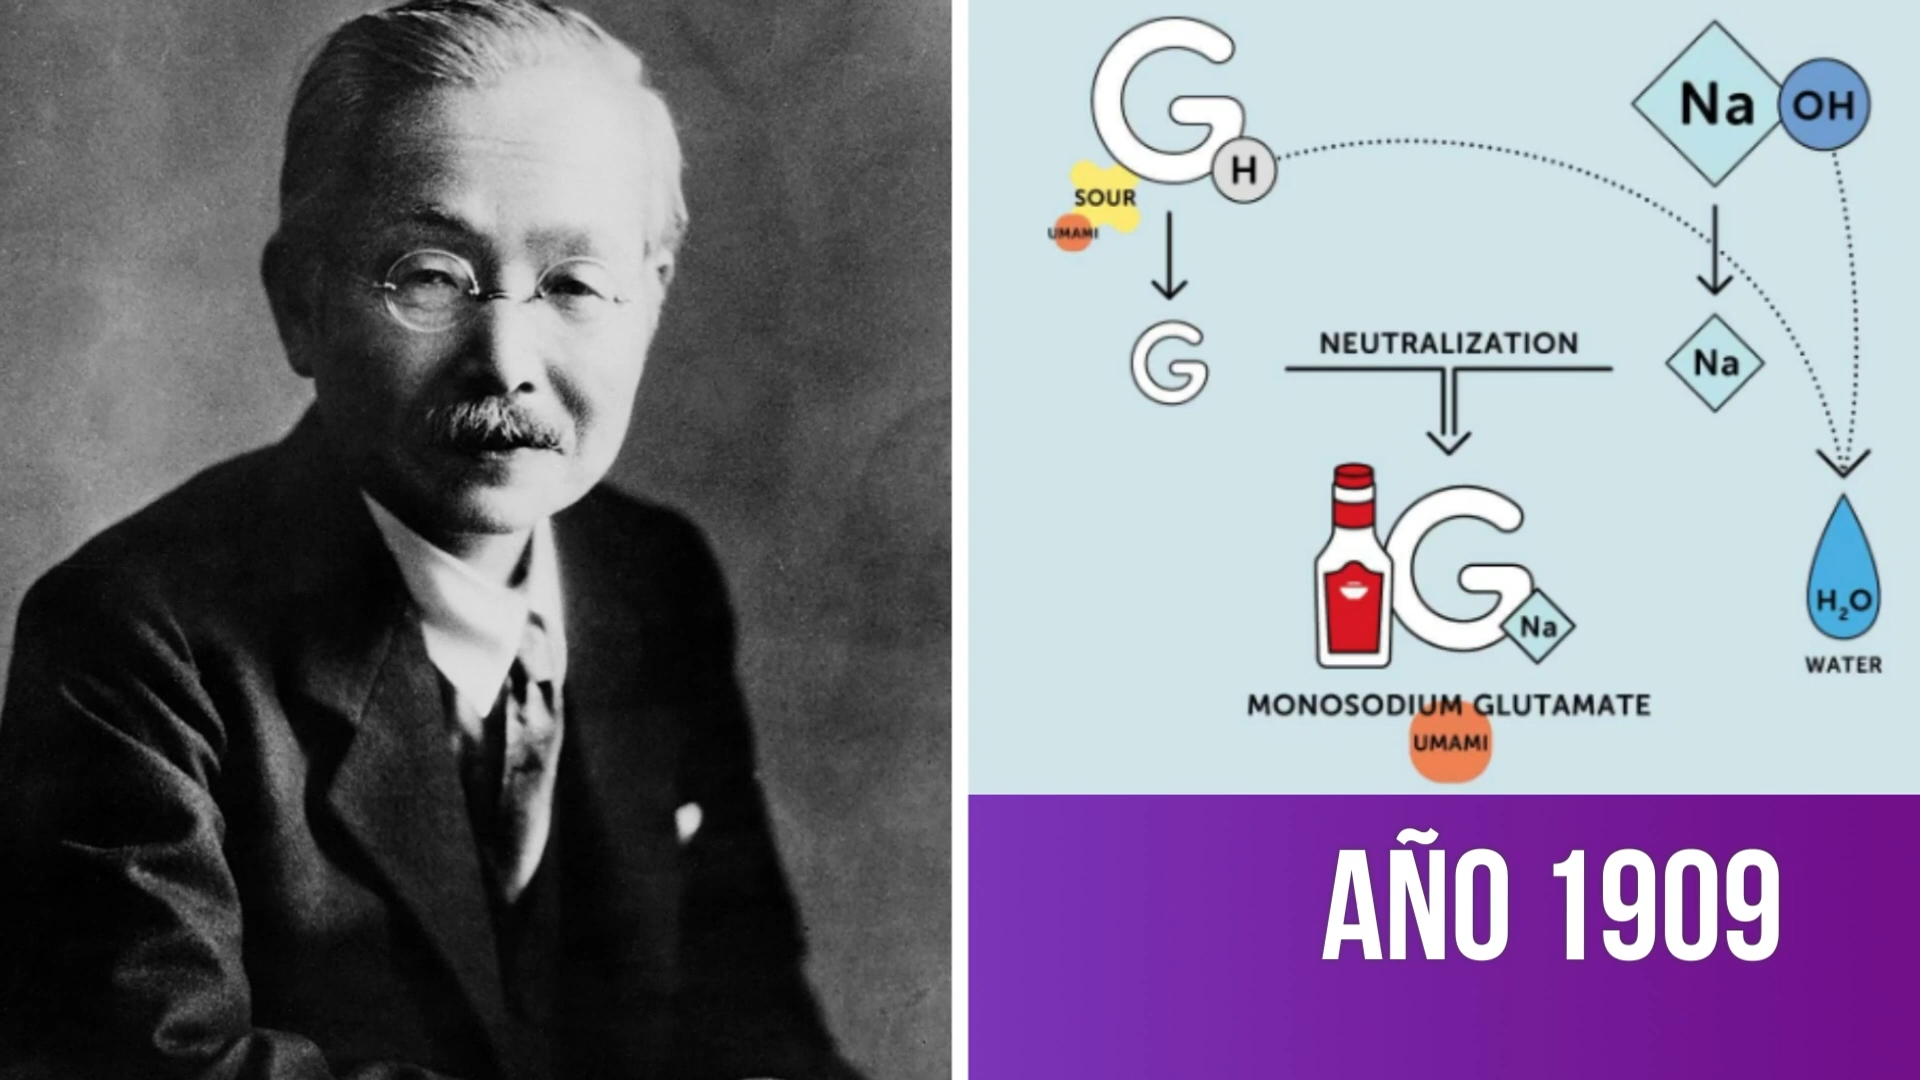 G
H
Na
OH
SOUR
UMAMI
G
NEUTRALIZATION
Na
G
Na
H₂O
WATER
MONOSODIUM GLUTAMATE
UMAMI
AÑO 1909